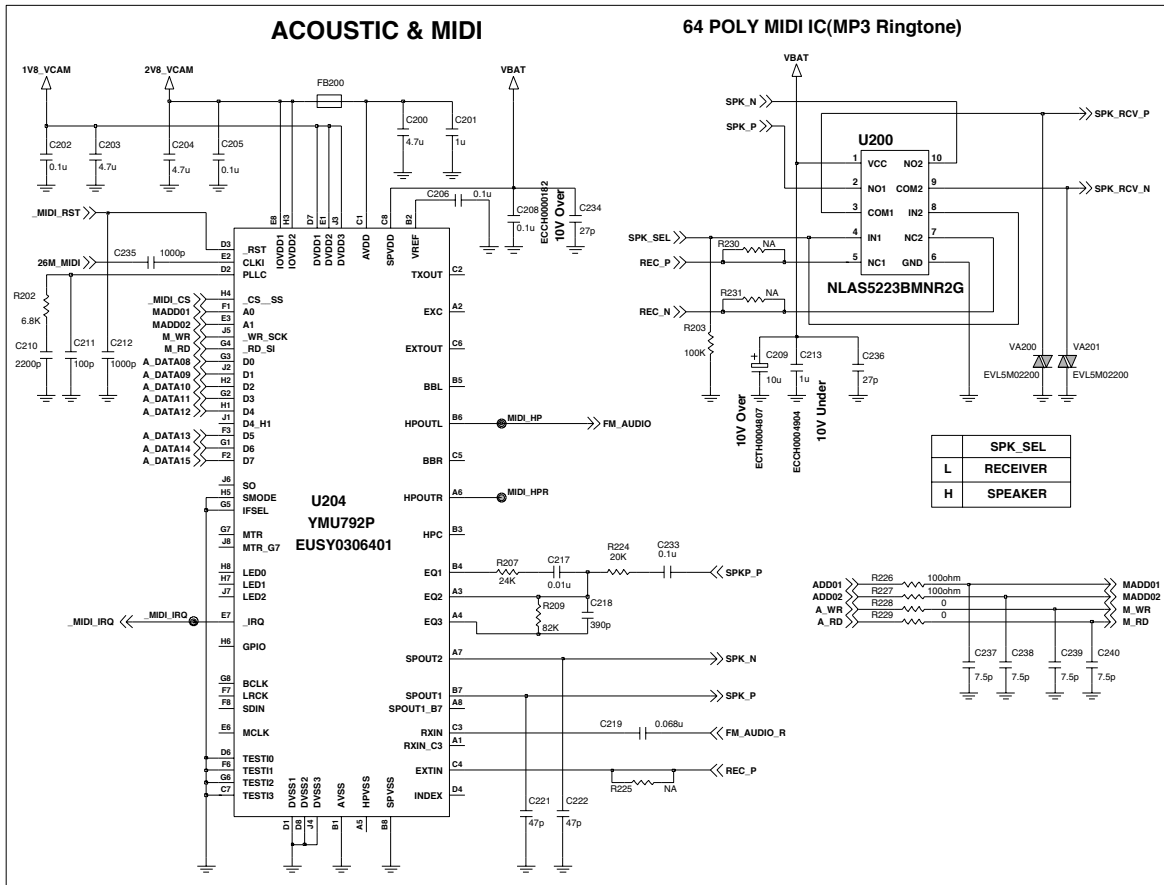 ACOUSTIC & MIDI
64 POLY MIDI IC(MP3 Ringtone)
1V8_VCAM
2V8_VCAM
FB200
VBAT
C202
0.1u
C203
4.7u
C204
4.7u
C205
0.1u
C200
4.7u
C201
1u
C206
0.1u
C208
0.1u
ECCH0000182
10V Over
C234
27p
_MIDI_RST
26M_MIDI
C235
1000p
R202
6.8K
C210
2200p
C211
100p
C212
1000p
_MIDI_CS
MADD01
MADD02
M_WR
M_RD
A_DATA08
A_DATA09
A_DATA10
A_DATA11
A_DATA12
A_DATA13
A_DATA14
A_DATA15
E8 IOVDD1
H3 IOVDD2
D7 DVDD1
E1 DVDD2
J3 DVDD3
C1 AVDD
C8 SPVDD
B2 VREF
D3 _RST
E2 CLKI
D2 PLLC
H4 _CS__SS
F1 A0
E3 A1
J5 _WR_SCK
G4 _RD_SI
G3 D0
J2 D1
H2 D2
G2 D3
H1 D4
J1 D4_H1
F3 D5
G1 D6
F2 D7
J6 SO
H5 SMODE
G5 IFSEL
G7 MTR
J8 MTR_G7
H8 LED0
H7 LED1
J7 LED2
_MIDI_IRQ
_MIDI_IRQ
E7 _IRQ
H6 GPIO
G8 BCLK
F7 LRCK
F8 SDIN
E6 MCLK
D6 TESTI0
F6 TESTI1
G6 TESTI2
C7 TESTI3
U204
YMU792P
EUSY0306401
D1 DVSS1
D8 DVSS2
J4 DVSS3
B1 AVSS
A5 HPVSS
B8 SPVSS
TXOUT C2
EXC A2
EXTOUT C6
BBL B5
HPOUTL B6
MIDI_HP
FM_AUDIO
BBR C5
HPOUTR A6
MIDI_HPR
HPC B3
EQ1 B4
EQ2 A3
EQ3 A4
R207
24K
C217
0.01u
R224
20K
C233
0.1u
SPKP_P
R209
82K
C218
390p
SPOUT2 A7
SPK_N
SPOUT1 B7
SPK_P
SPOUT1_B7 A8
RXIN C3
C219
0.068u
FM_AUDIO_R
RXIN_C3 A1
EXTIN C4
R225
NA
REC_P
INDEX D4
C221
47p
C222
47p
VBAT
SPK_N
SPK_P
SPK_SEL
REC_P
REC_N
U200
1 VCC
2 NO1
3 COM1
4 IN1
5 NC1
NO2 10
COM2 9
IN2 8
NC2 7
GND 6
NLAS5223BMNR2G
R230
NA
R231
NA
R203
100K
C209
+
10u
C213
1u
C236
27p
10V Over
ECTH0004807
ECCH0004904
10V Under
SPK_RCV_P
SPK_RCV_N
VA200
EVL5M02200
VA201
EVL5M02200
SPK_SEL
L RECEIVER
H SPEAKER
ADD01 R226 100ohm MADD01
ADD02 R227 100ohm MADD02
A_WR R228 0 M_WR
A_RD R229 0 M_RD
C237
7.5p
C238
7.5p
C239
7.5p
C240
7.5p